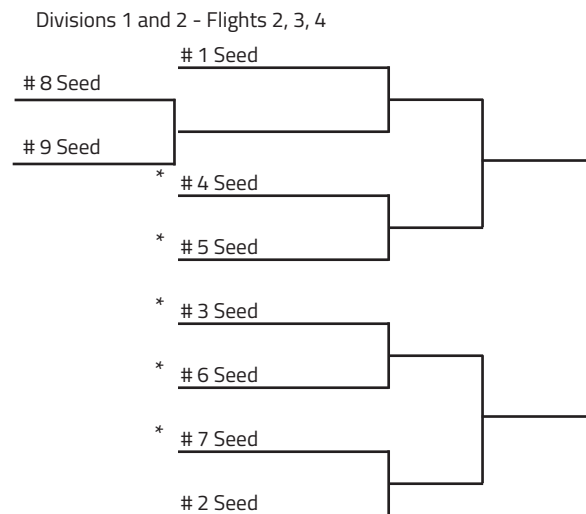 Divisions 1 and 2 - Flights 2, 3, 4
# 1 Seed
# 8 Seed
# 9 Seed
* # 4 Seed
* # 5 Seed
* # 3 Seed
* # 6 Seed
* # 7 Seed
# 2 Seed